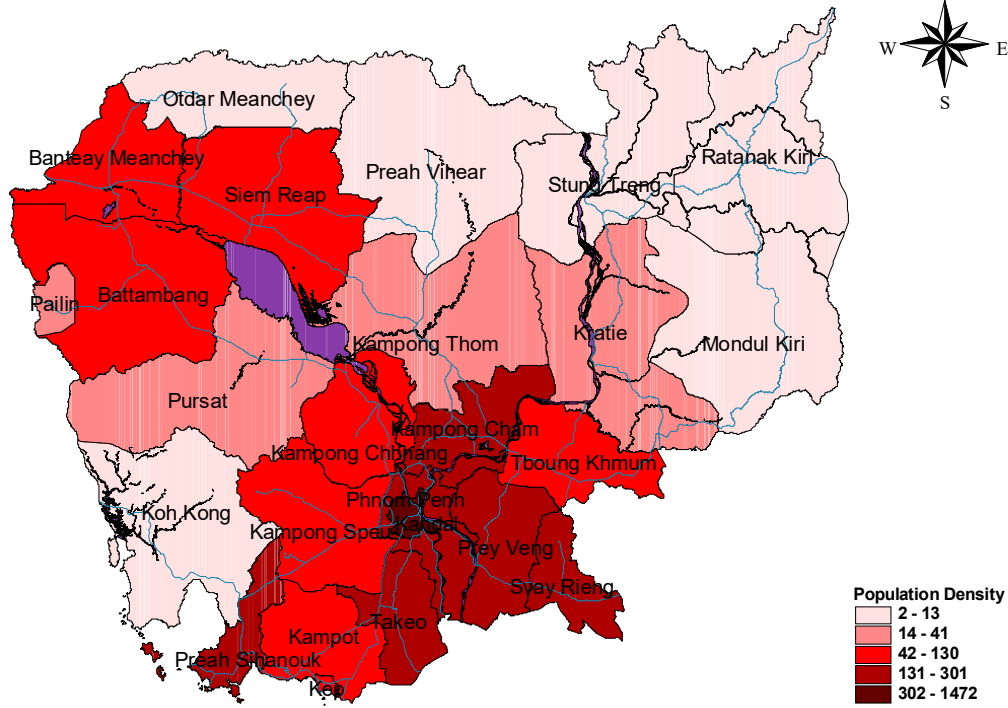 W
E
S
Otdar Meanchey
Banteay Meanchey
Siem Reap
Preah Vihear
Stung Treng
Ratanak Kiri
Pailin
Battambang
Kampong Thom
Kratie
Mondul Kiri
Pursat
Kampong Cham
Kampong Chhnang
Tboung Khmum
Phnom Penh
Koh Kong
Kandal
Kampong Speu
Prey Veng
Svay Rieng
Takeo
Kampot
Preah Sihanouk
Kep
Population Density
2 - 13
14 - 41
42 - 130
131 - 301
302 - 1472